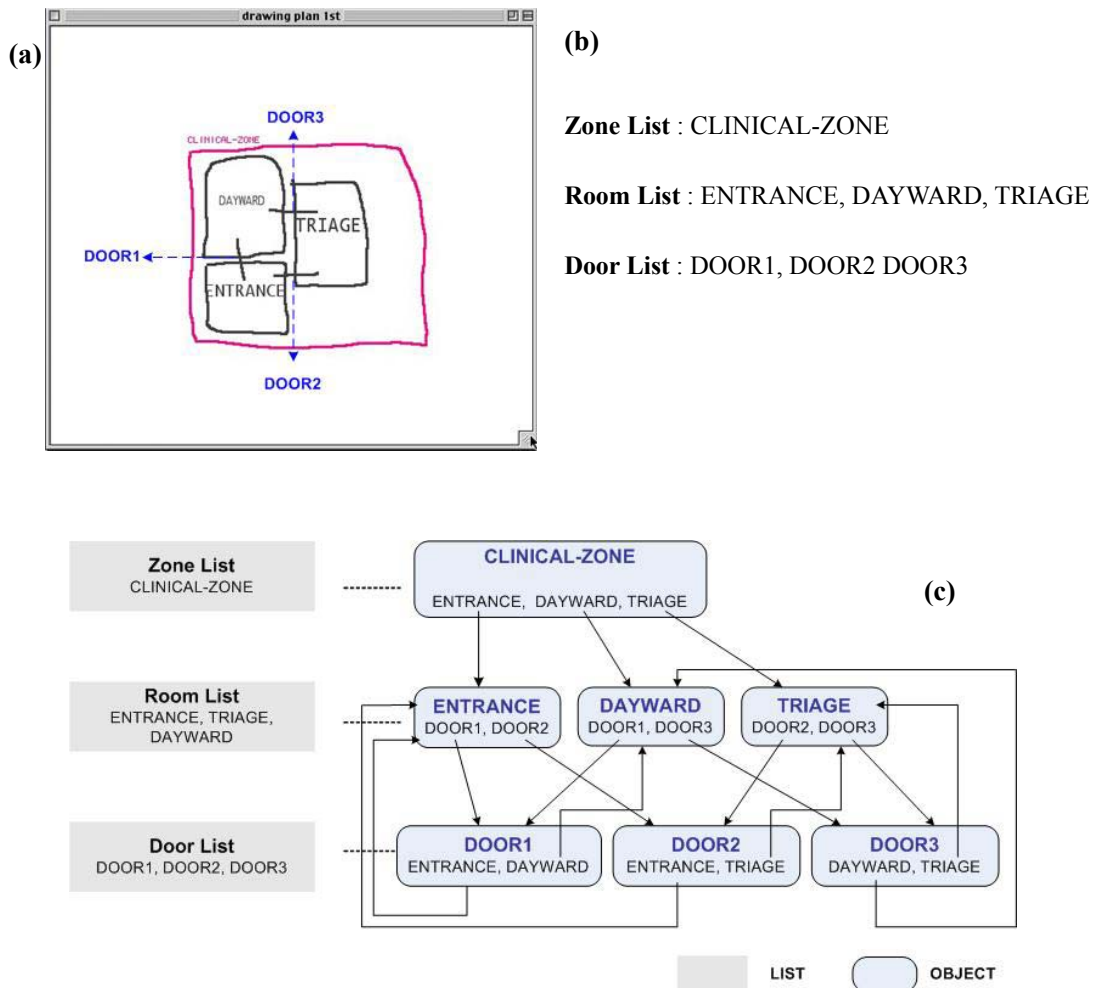 drawing plan 1st
(a)
DOOR3
CLINICAL-ZONE
DAYWARD
TRIAGE
DOOR1
ENTRANCE
DOOR2
(b)
Zone List : CLINICAL-ZONE
Room List : ENTRANCE, DAYWARD, TRIAGE
Door List : DOOR1, DOOR2 DOOR3
(c)
Zone List
CLINICAL-ZONE
CLINICAL-ZONE
ENTRANCE, DAYWARD, TRIAGE
Room List
ENTRANCE, TRIAGE,
DAYWARD
ENTRANCE
DOOR1, DOOR2
DAYWARD
DOOR1, DOOR3
TRIAGE
DOOR2, DOOR3
Door List
DOOR1, DOOR2, DOOR3
DOOR1
ENTRANCE, DAYWARD
DOOR2
ENTRANCE, TRIAGE
DOOR3
DAYWARD, TRIAGE
LIST
OBJECT